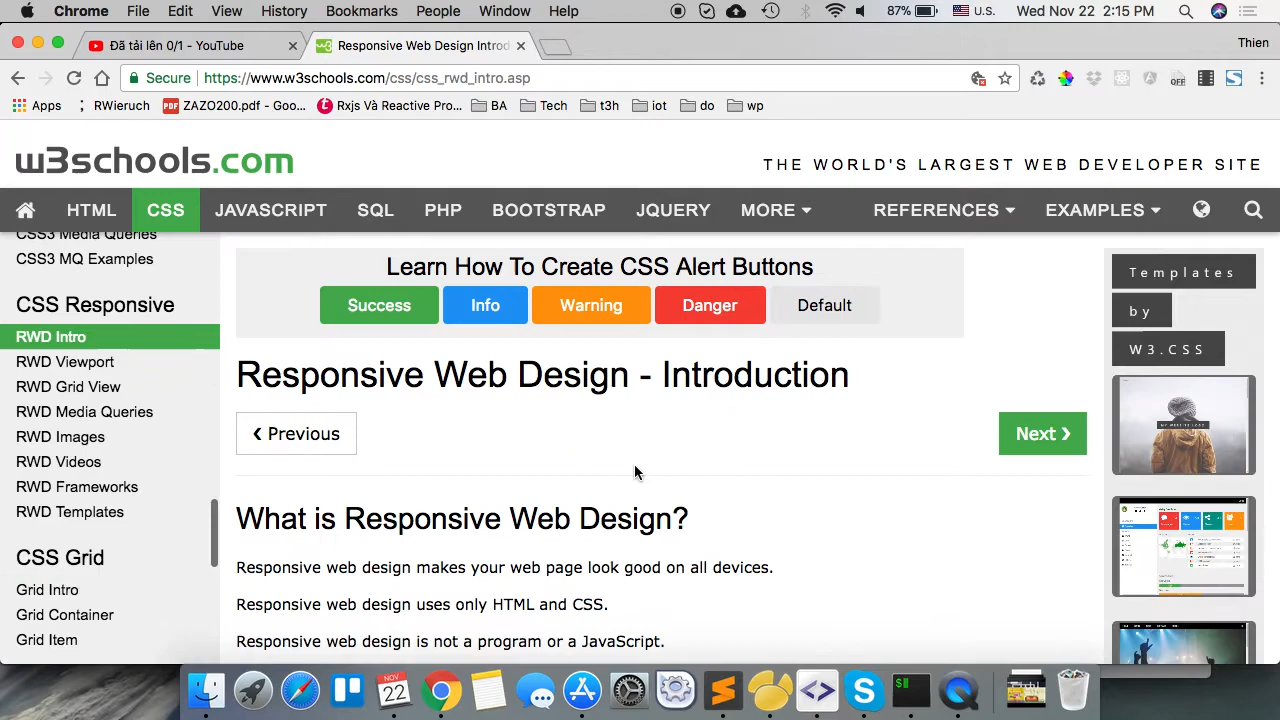 Chrome File Edit View History Bookmarks People Window Help 87% U.S. Wed Nov 22 2:15 PM
Đã tải lên 0/1 - YouTube Responsive Web Design Introd Thien
Secure https://www.w3schools.com/css/css_rwd_intro.asp
Apps RWieruch ZAZO200.pdf - Goo... Rxjs Và Reactive Pro... BA Tech t3h iot do wp
w3schools.com THE WORLD'S LARGEST WEB DEVELOPER SITE
HTML CSS JAVASCRIPT SQL PHP BOOTSTRAP JQUERY MORE REFERENCES EXAMPLES
CSS3 Media Queries
CSS3 MQ Examples
CSS Responsive
RWD Intro
RWD Viewport
RWD Grid View
RWD Media Queries
RWD Images
RWD Videos
RWD Frameworks
RWD Templates
CSS Grid
Grid Intro
Grid Container
Grid Item
Learn How To Create CSS Alert Buttons
Success Info Warning Danger Default
Responsive Web Design - Introduction
❮ Previous Next ❯
What is Responsive Web Design?
Responsive web design makes your web page look good on all devices.
Responsive web design uses only HTML and CSS.
Responsive web design is not a program or a JavaScript.
Templates
by
W3.CSS
MY WEBSITE LOGO
NOV
22